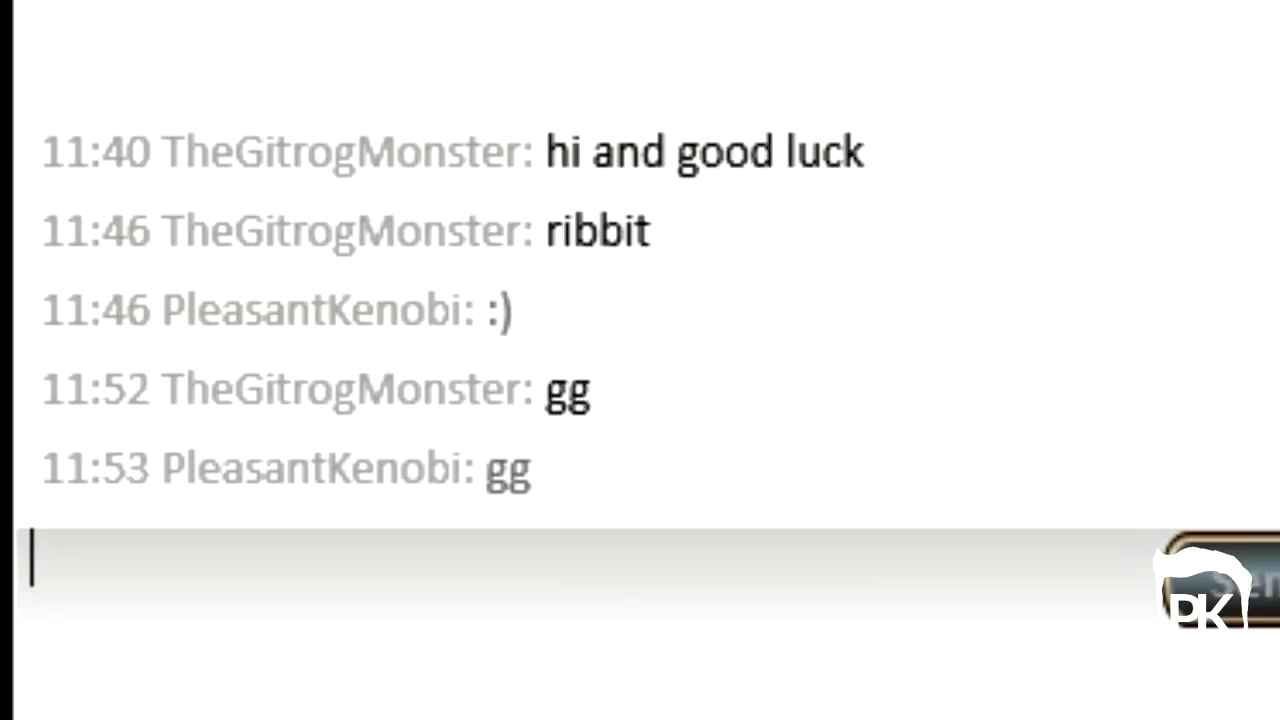 11:40 TheGitrogMonster: hi and good luck
11:46 TheGitrogMonster: ribbit
11:46 PleasantKenobi: :)
11:52 TheGitrogMonster: gg
11:53 PleasantKenobi: gg
PK